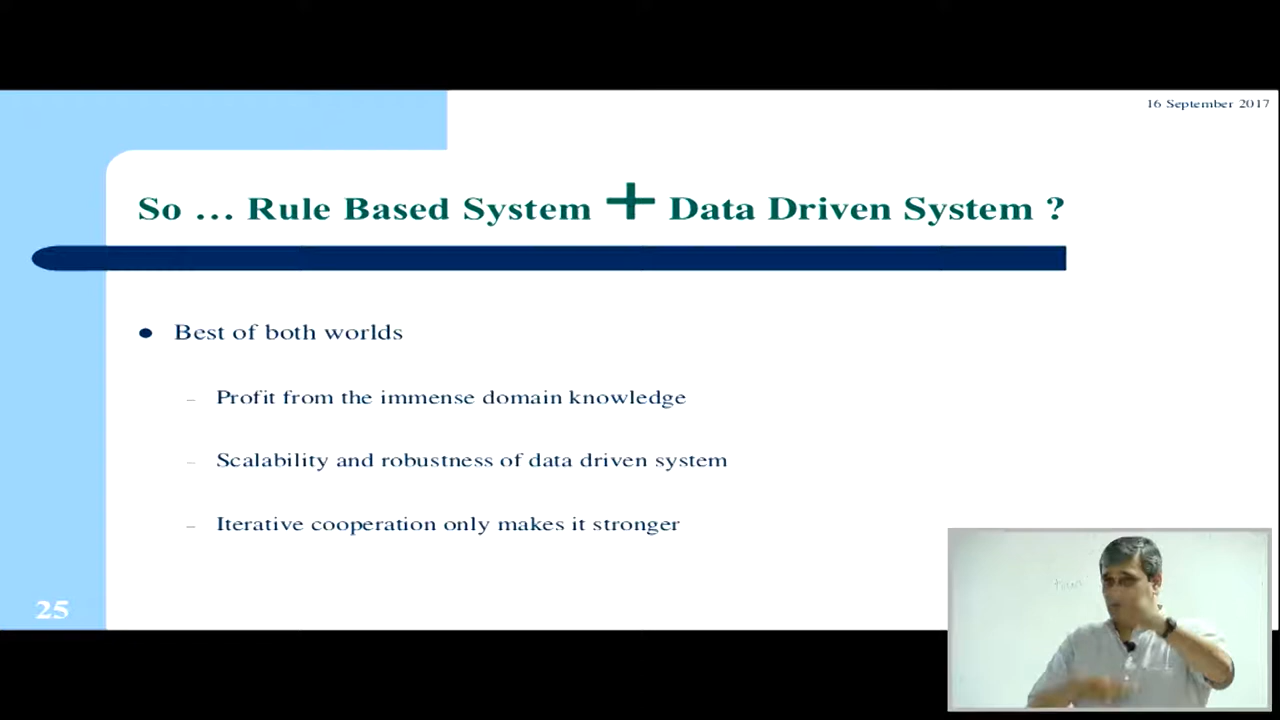 16 September 2017
So ... Rule Based System + Data Driven System ?
Best of both worlds
– Profit from the immense domain knowledge
– Scalability and robustness of data driven system
– Iterative cooperation only makes it stronger
25